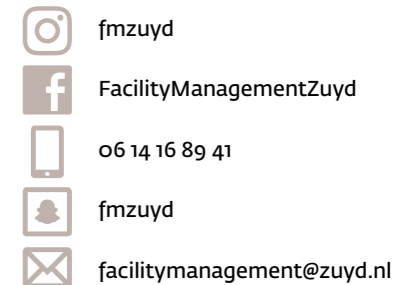 fmzuyd
FacilityManagementZuyd
06 14 16 89 41
fmzuyd
facilitymanagement@zuyd.nl